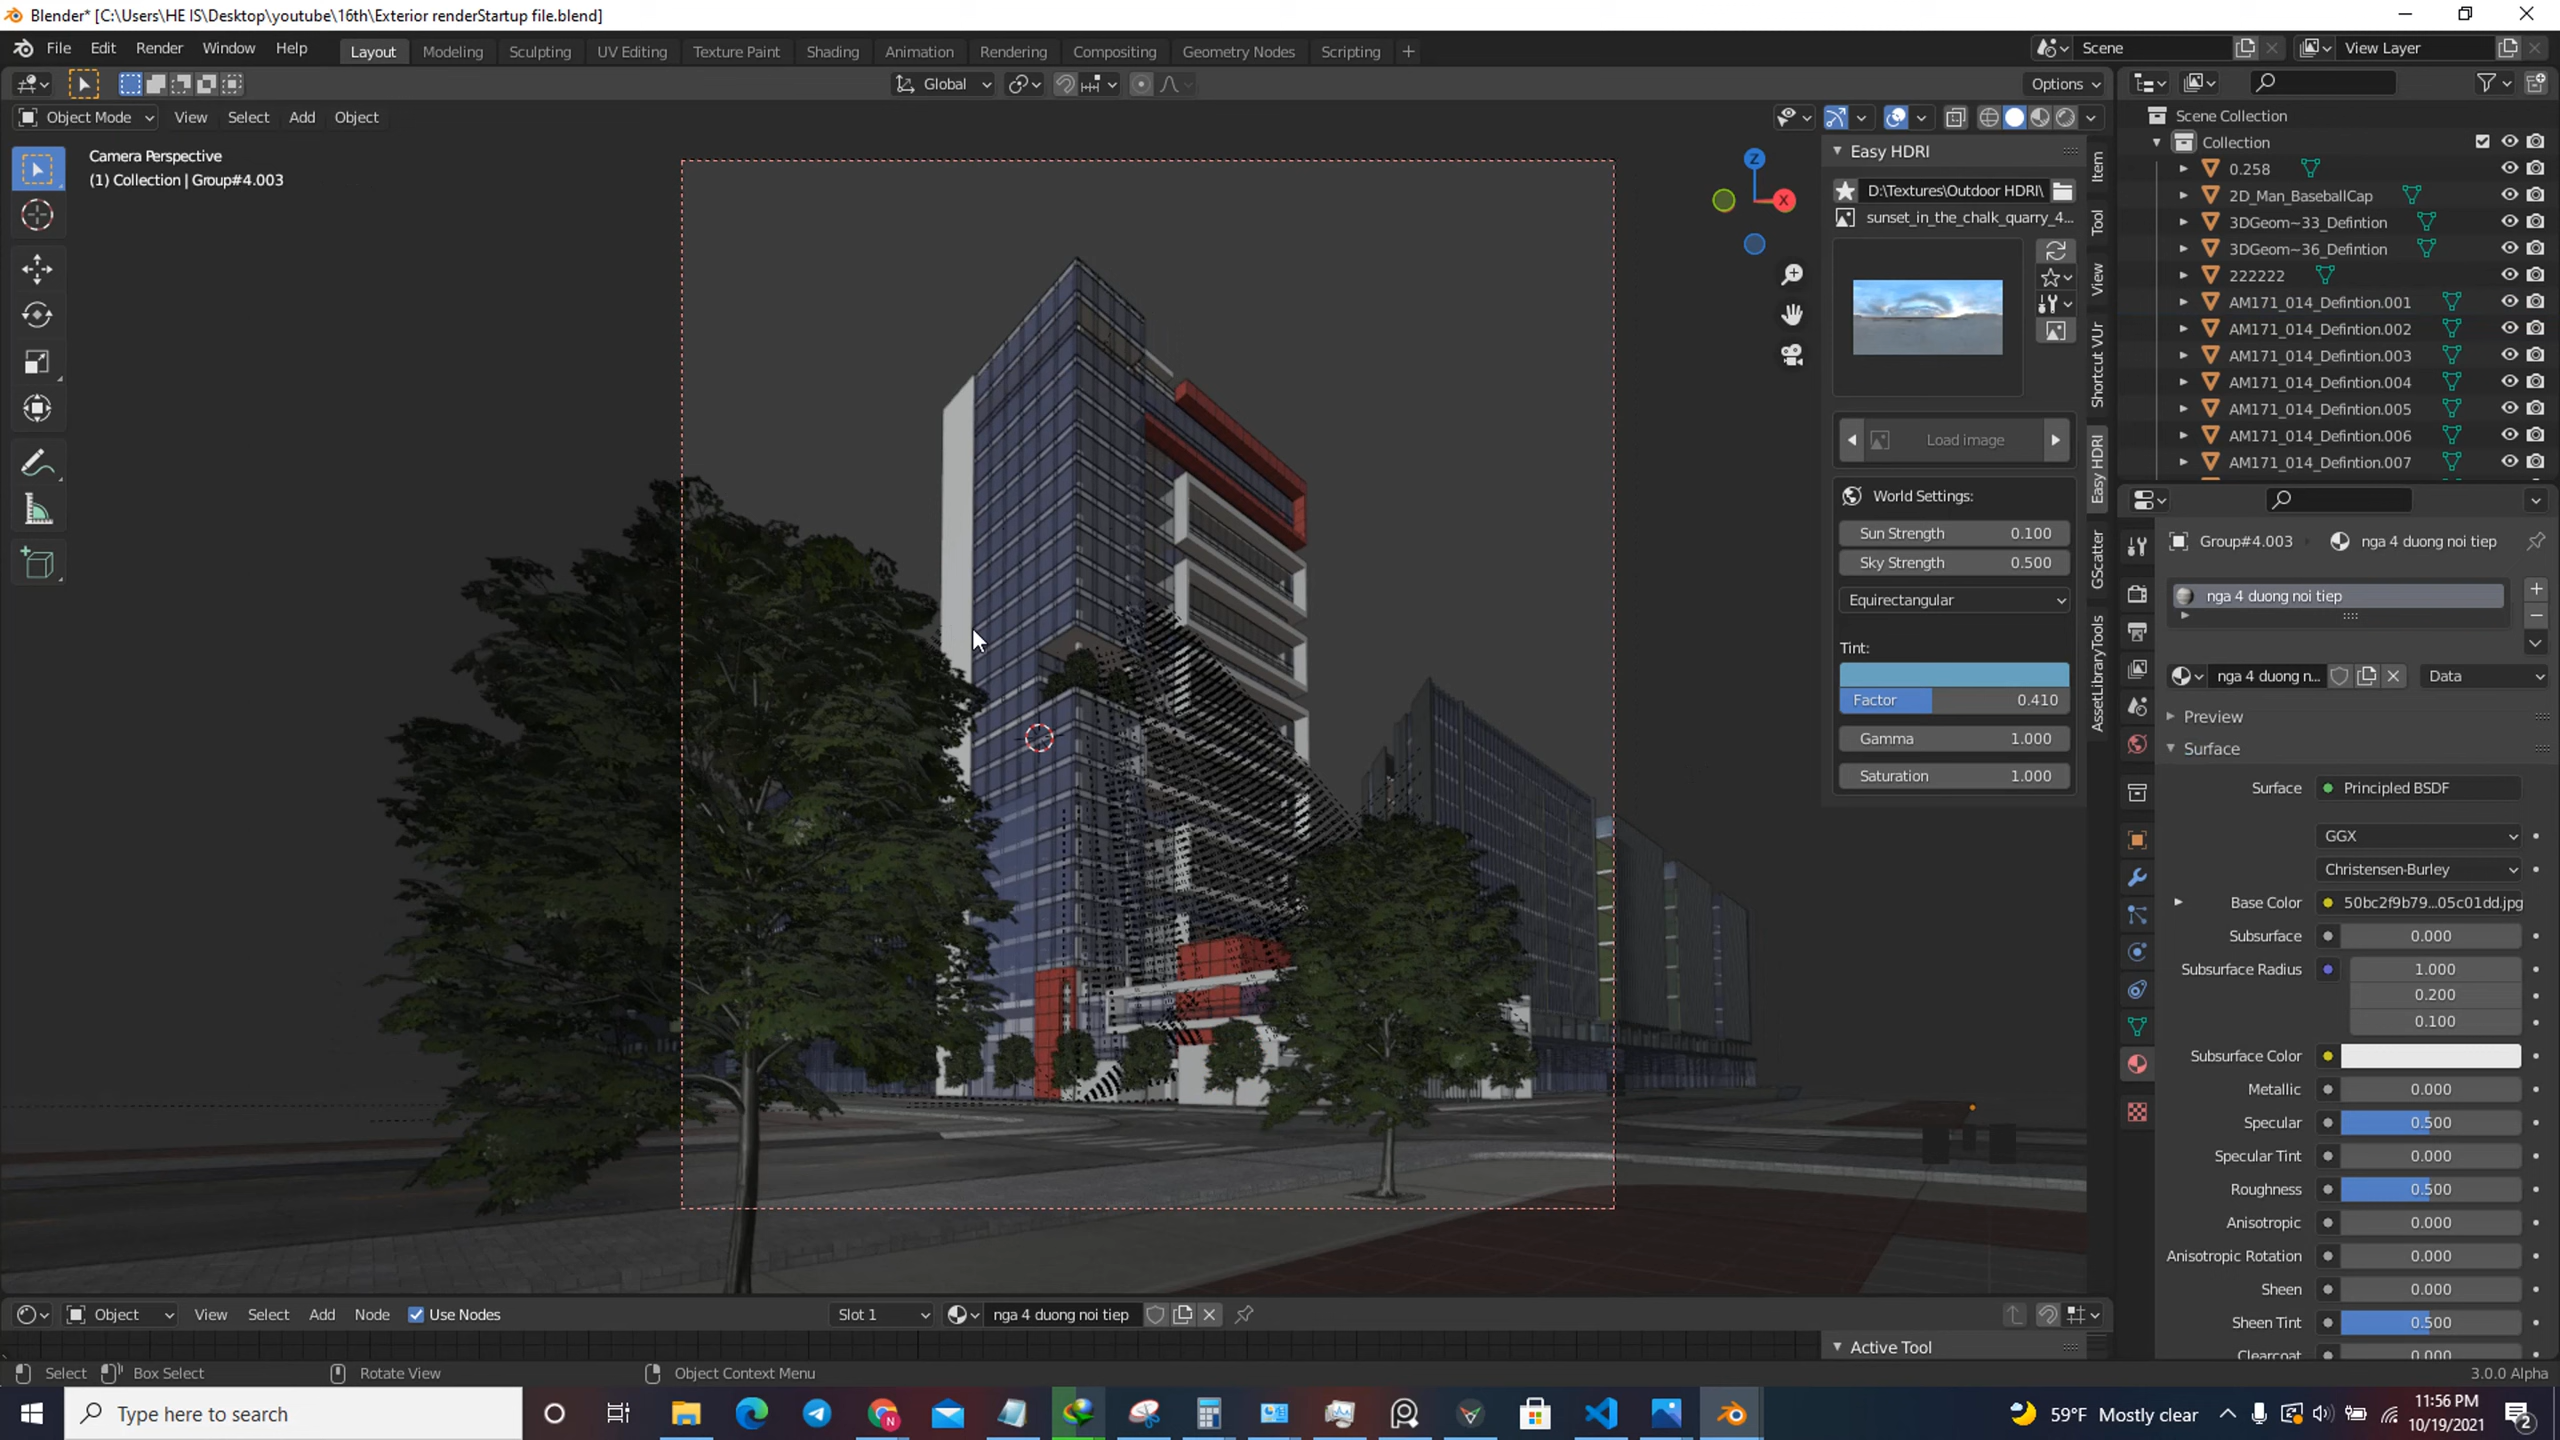 Blender* [C:\Users\HE IS\Desktop\youtube\16th\Exterior renderStartup file.blend]
File Edit Render Window Help
Layout Modeling Sculpting UV Editing Texture Paint Shading Animation Rendering Compositing Geometry Nodes Scripting +
Scene
View Layer
Global
Options
Object Mode View Select Add Object
Camera Perspective
(1) Collection | Group#4.003
Z
X
Easy HDRI
D:\Textures\Outdoor HDRI\
sunset_in_the_chalk_quarry_4...
Load image
World Settings:
Sun Strength 0.100
Sky Strength 0.500
Equirectangular
Tint:
Factor 0.410
Gamma 1.000
Saturation 1.000
Item
Tool
View
Shortcut VUr
Easy HDRI
GScatter
AssetLibraryTools
Scene Collection
Collection
0.258
2D_Man_BaseballCap
3DGeom~33_Defintion
3DGeom~36_Defintion
222222
AM171_014_Defintion.001
AM171_014_Defintion.002
AM171_014_Defintion.003
AM171_014_Defintion.004
AM171_014_Defintion.005
AM171_014_Defintion.006
AM171_014_Defintion.007
Group#4.003 nga 4 duong noi tiep
nga 4 duong noi tiep
nga 4 duong n... Data
Preview
Surface
Surface Principled BSDF
GGX
Christensen-Burley
Base Color 50bc2f9b79...05c01dd.jpg
Subsurface 0.000
Subsurface Radius 1.000
0.200
0.100
Subsurface Color
Metallic 0.000
Specular 0.500
Specular Tint 0.000
Roughness 0.500
Anisotropic 0.000
Anisotropic Rotation 0.000
Sheen 0.000
Sheen Tint 0.500
Clearcoat 0.000
Object View Select Add Node Use Nodes Slot 1 nga 4 duong noi tiep
Active Tool
Select Box Select Rotate View Object Context Menu 3.0.0 Alpha
Type here to search
59°F Mostly clear
11:56 PM
10/19/2021
2